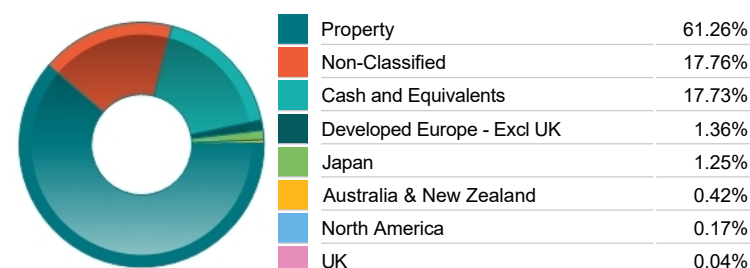 Property 61.26%
Non-Classified 17.76%
Cash and Equivalents 17.73%
Developed Europe - Excl UK 1.36%
Japan 1.25%
Australia & New Zealand 0.42%
North America 0.17%
UK 0.04%